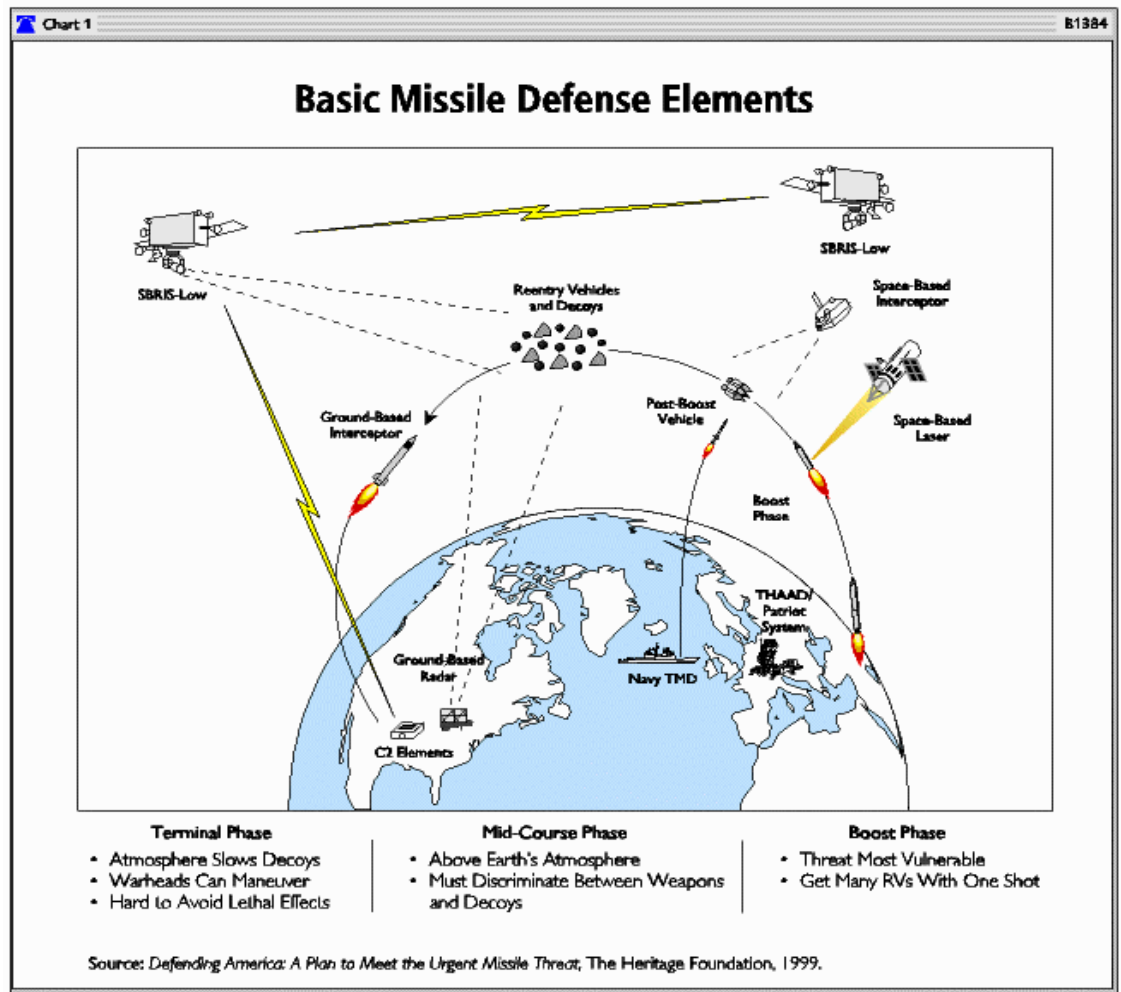 Chart 1 B1384
Basic Missile Defense Elements
SBRIS-Low
SBRIS-Low
Reentry Vehicles
and Decoys
Space-Based
Interceptor
Ground-Based
Interceptor
Post-Boost
Vehicle
Space-Based
Laser
Boost
Phase
THAAD/
Patriot
System
Ground-Based
Radar
Navy TMD
C2 Elements
Terminal Phase
• Atmosphere Slows Decoys
• Warheads Can Maneuver
• Hard to Avoid Lethal Effects
Mid-Course Phase
• Above Earth's Atmosphere
• Must Discriminate Between Weapons
and Decoys
Boost Phase
• Threat Most Vulnerable
• Get Many RVs With One Shot
Source: Defending America: A Plan to Meet the Urgent Missile Threat, The Heritage Foundation, 1999.